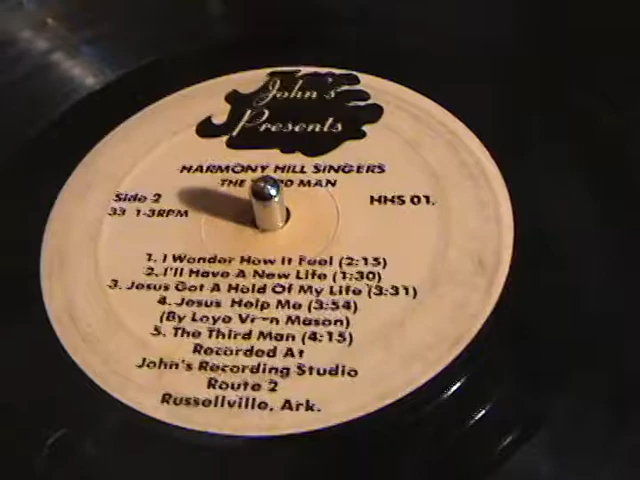 John's
Presents
HARMONY HILL SINGERS
THE MAN
Side 2
HHS 01.
33 1-3RPM
1. I Wonder How It Feel (2:15)
2. I'll Have A New Life (1:30)
3. Jesus Got A Hold Of My Life (3:31)
4. Jesus Help Me (3:54)
(By Mason)
5. The Third Man (4:15)
Recorded At
John's Recording Studio
Route 2
Russellville, Ark.